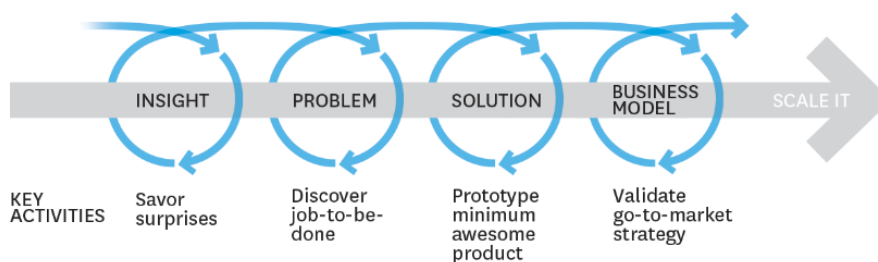 INSIGHT
PROBLEM
SOLUTION
BUSINESS
MODEL
SCALE IT
KEY
ACTIVITIES
Savor
surprises
Discover
job-to-be-
done
Prototype
minimum
awesome
product
Validate
go-to-market
strategy